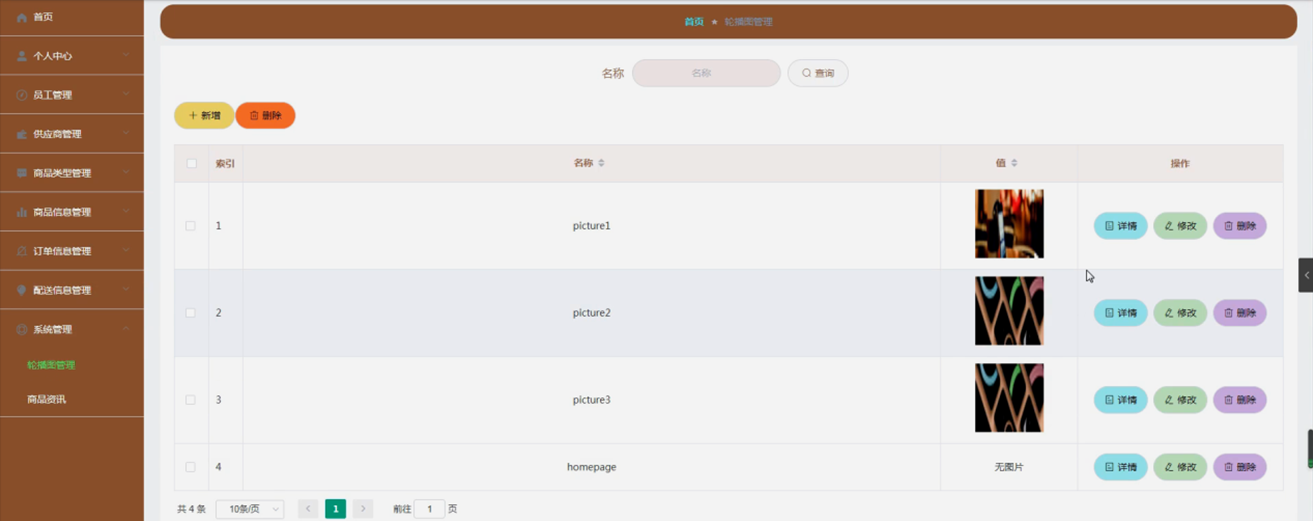 首页
个人中心
员工管理
供应商管理
商品类型管理
商品信息管理
订单信息管理
配送信息管理
系统管理
轮播图管理
商品资讯
首页 ★ 轮播图管理
名称 名称 查询
+ 新增 删除
索引 名称 值 操作
1 picture1 详情 修改 删除
2 picture2 详情 修改 删除
3 picture3 详情 修改 删除
4 homepage 无图片 详情 修改 删除
共 4 条 10条/页 < 1 > 前往 1 页